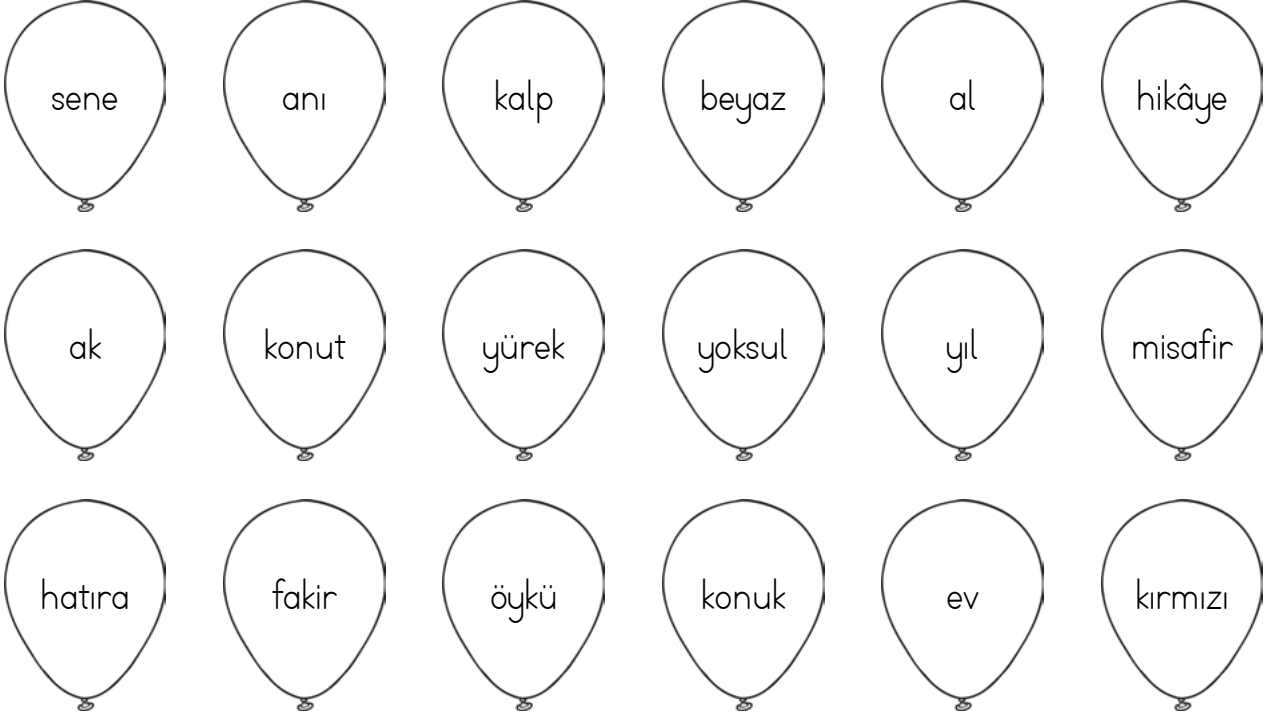 sene anı kalp beyaz al hikâye
ak konut yürek yoksul yıl misafir
hatıra fakir öykü konuk ev kırmızı